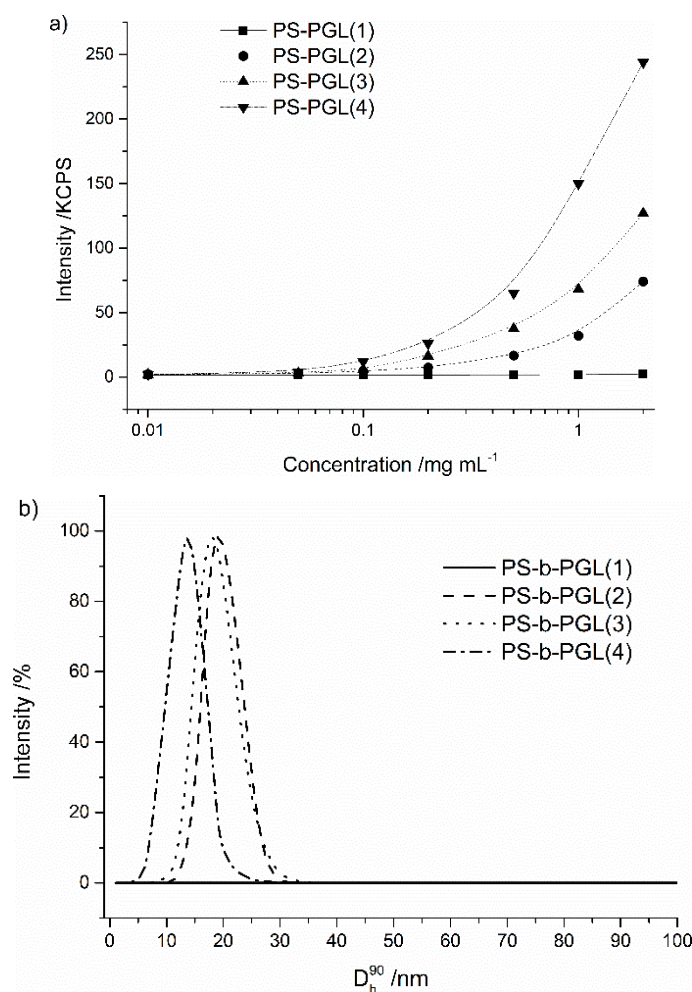 a)
PS-PGL(1)
PS-PGL(2)
PS-PGL(3)
PS-PGL(4)
250
200
150
100
50
0
Intensity /KCPS
0.01
0.1
1
Concentration /mg mL⁻¹
b)
PS-b-PGL(1)
PS-b-PGL(2)
PS-b-PGL(3)
PS-b-PGL(4)
100
80
60
40
20
0
Intensity /%
0 10 20 30 40 50 60 70 80 90 100
D_h^90 /nm